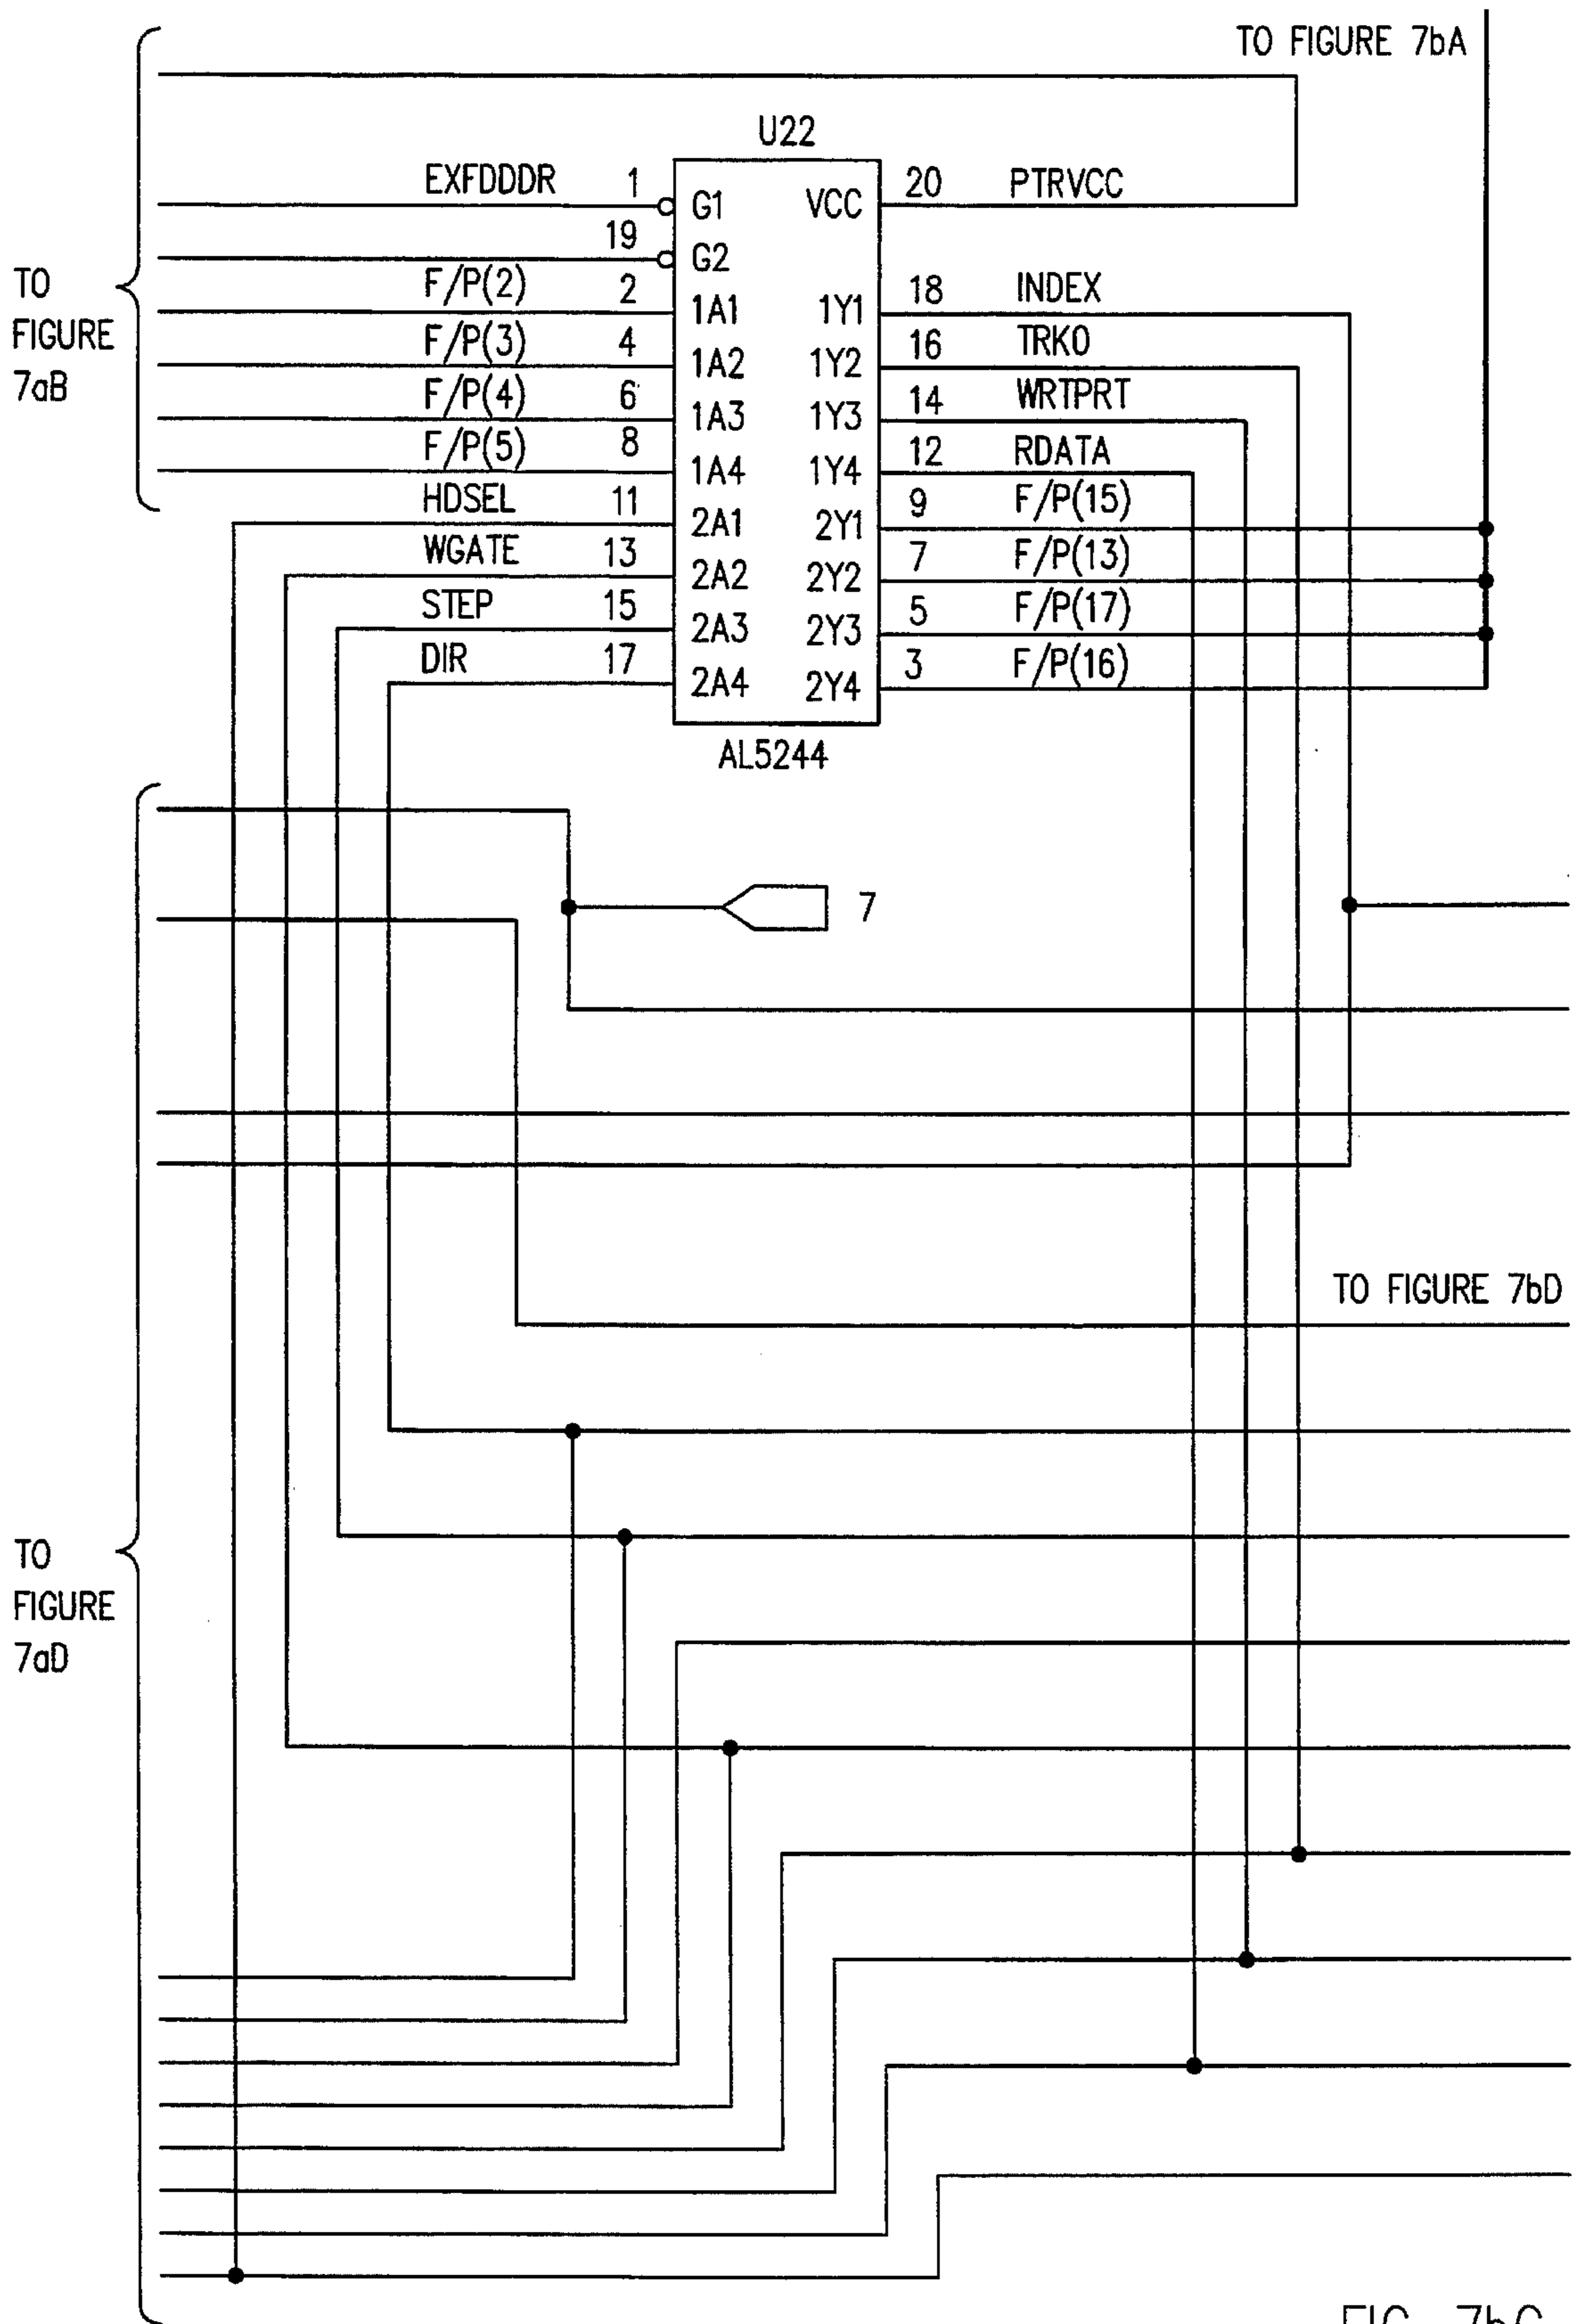 TO FIGURE 7bA
U22
EXFDDDR 1 G1 VCC 20 PTRVCC
19 G2
F/P(2) 2 1A1 1Y1 18 INDEX
F/P(3) 4 1A2 1Y2 16 TRK0
F/P(4) 6 1A3 1Y3 14 WRTPRT
F/P(5) 8 1A4 1Y4 12 RDATA
HDSEL 11 2A1 2Y1 9 F/P(15)
WGATE 13 2A2 2Y2 7 F/P(13)
STEP 15 2A3 2Y3 5 F/P(17)
DIR 17 2A4 2Y4 3 F/P(16)
AL5244
TO
FIGURE
7aB
7
TO FIGURE 7bD
TO
FIGURE
7aD
FIG. 7bC